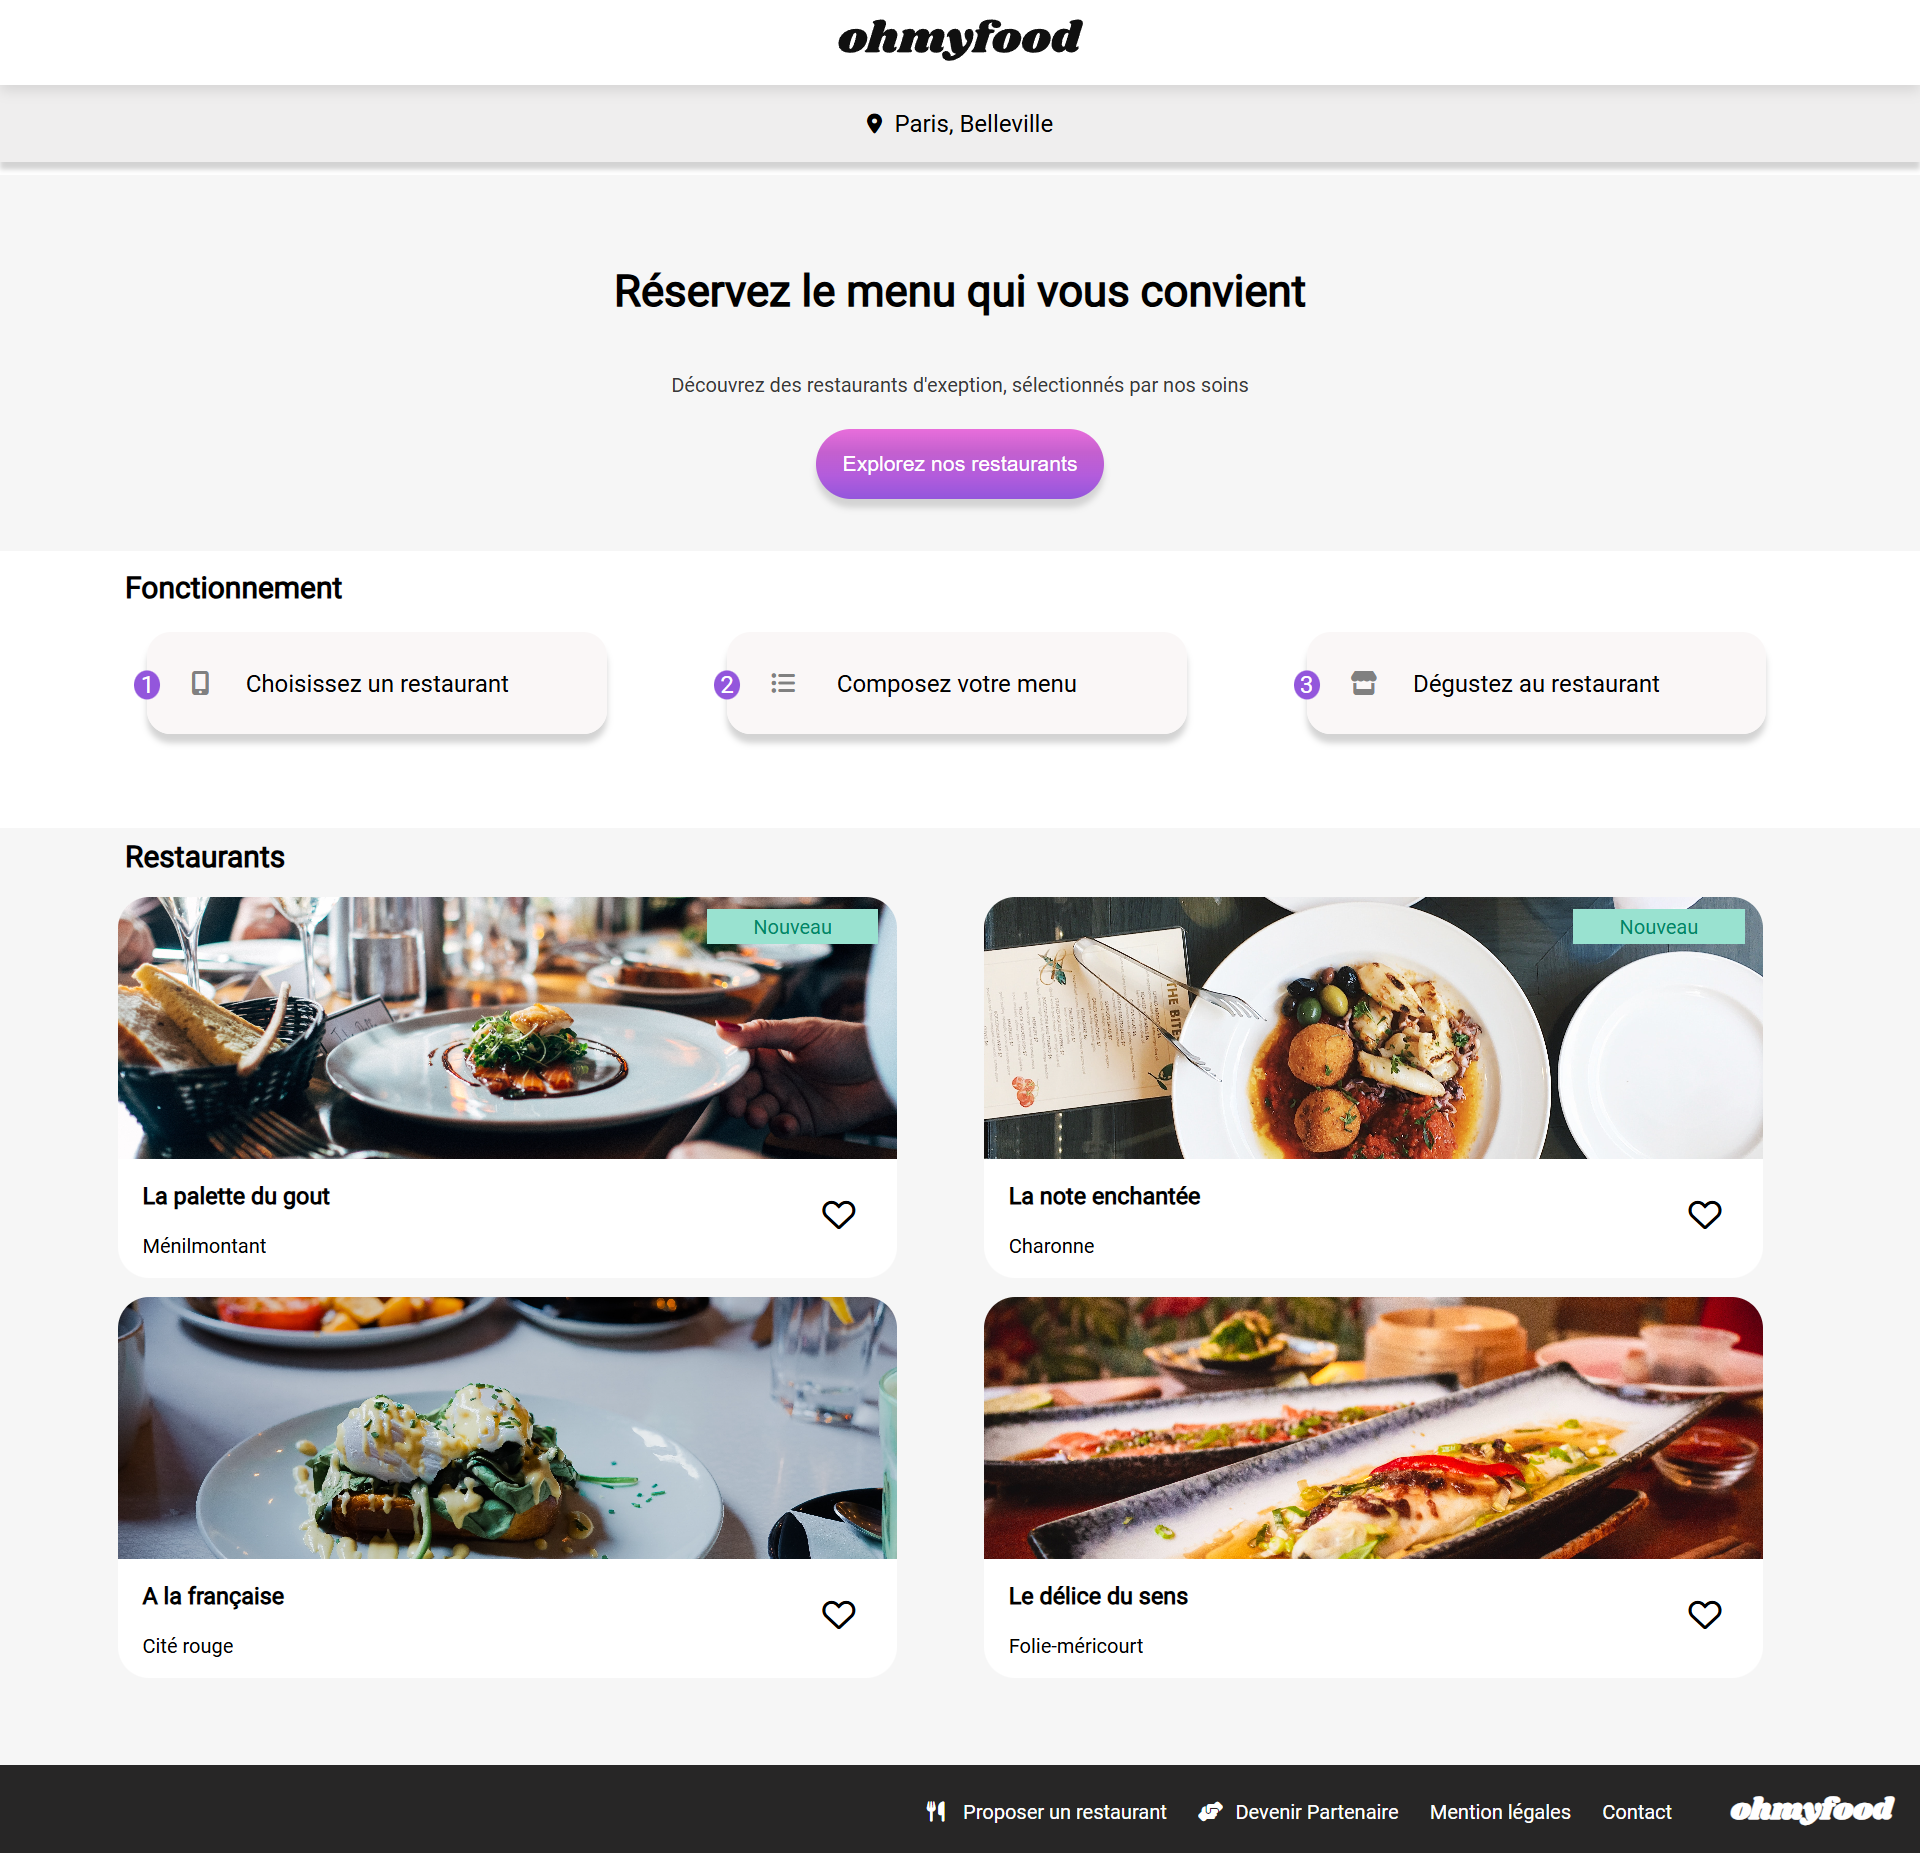 ohmyfood
Paris, Belleville
Réservez le menu qui vous convient
Découvrez des restaurants d'exeption, sélectionnés par nos soins
Explorez nos restaurants
Fonctionnement
1 Choisissez un restaurant
2 Composez votre menu
3 Dégustez au restaurant
Restaurants
Nouveau
Nouveau
THE BITE
La palette du gout
Ménilmontant
La note enchantée
Charonne
A la française
Cité rouge
Le délice du sens
Folie-méricourt
Proposer un restaurant Devenir Partenaire Mention légales Contact ohmyfood